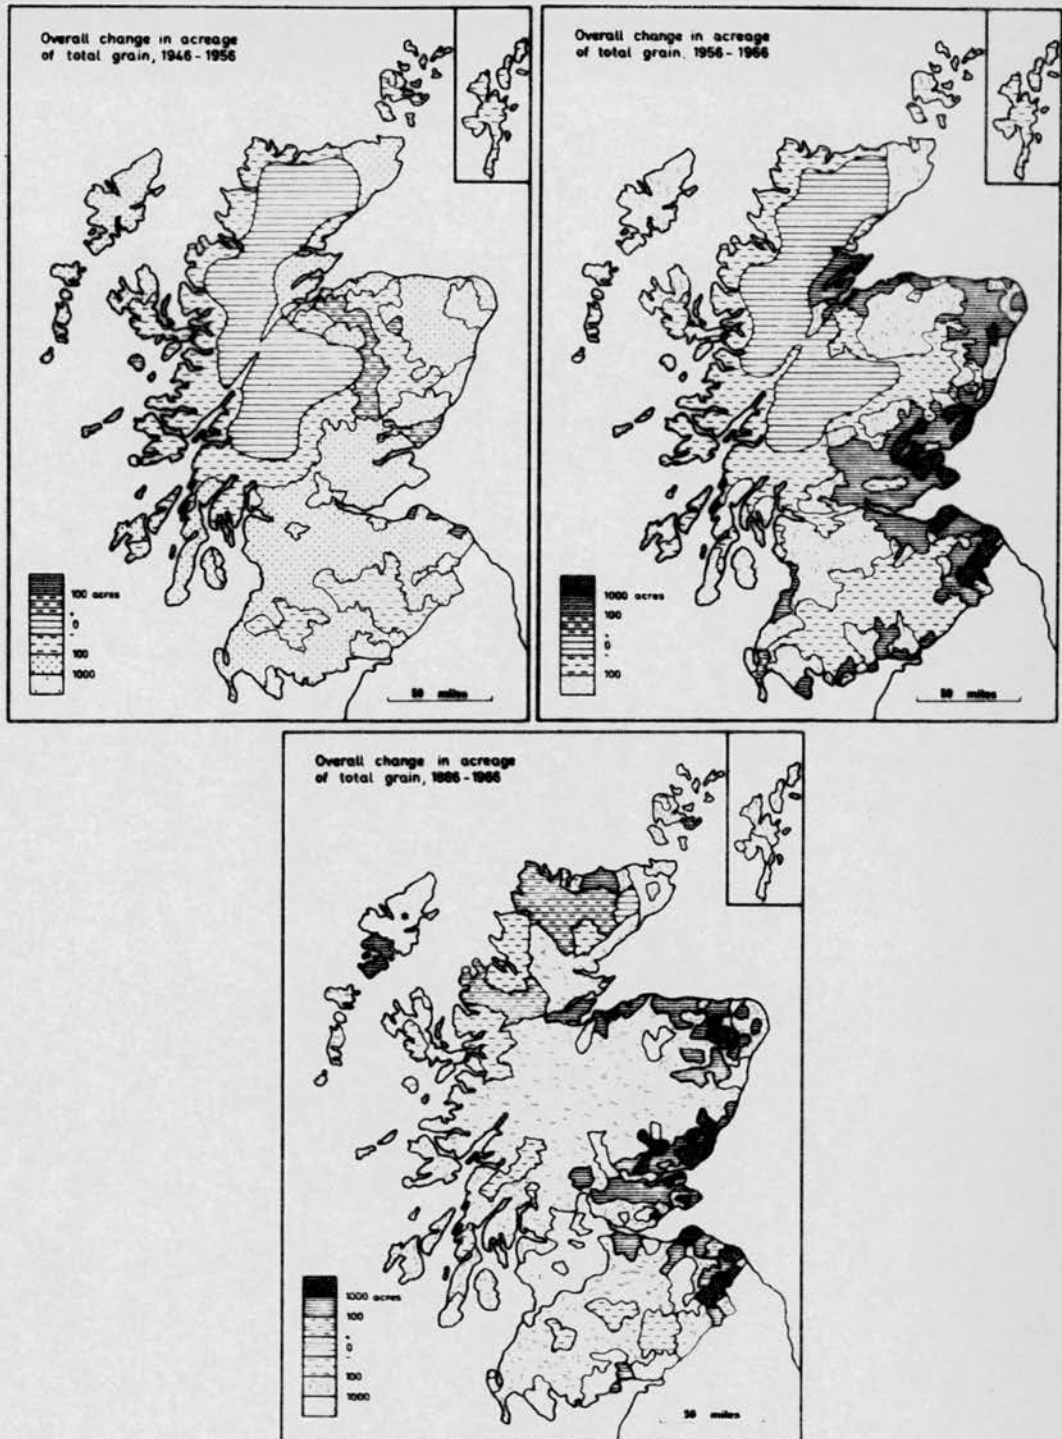 Overall change in acreage
of total grain, 1946 - 1956
100 acres
+
0
-
100
1000
50 miles
Overall change in acreage
of total grain. 1956 - 1966
1000 acres
100
+
0
-
100
50 miles
Overall change in acreage
of total grain, 1886 - 1966
1000 acres
100
+
0
-
100
1000
50 miles